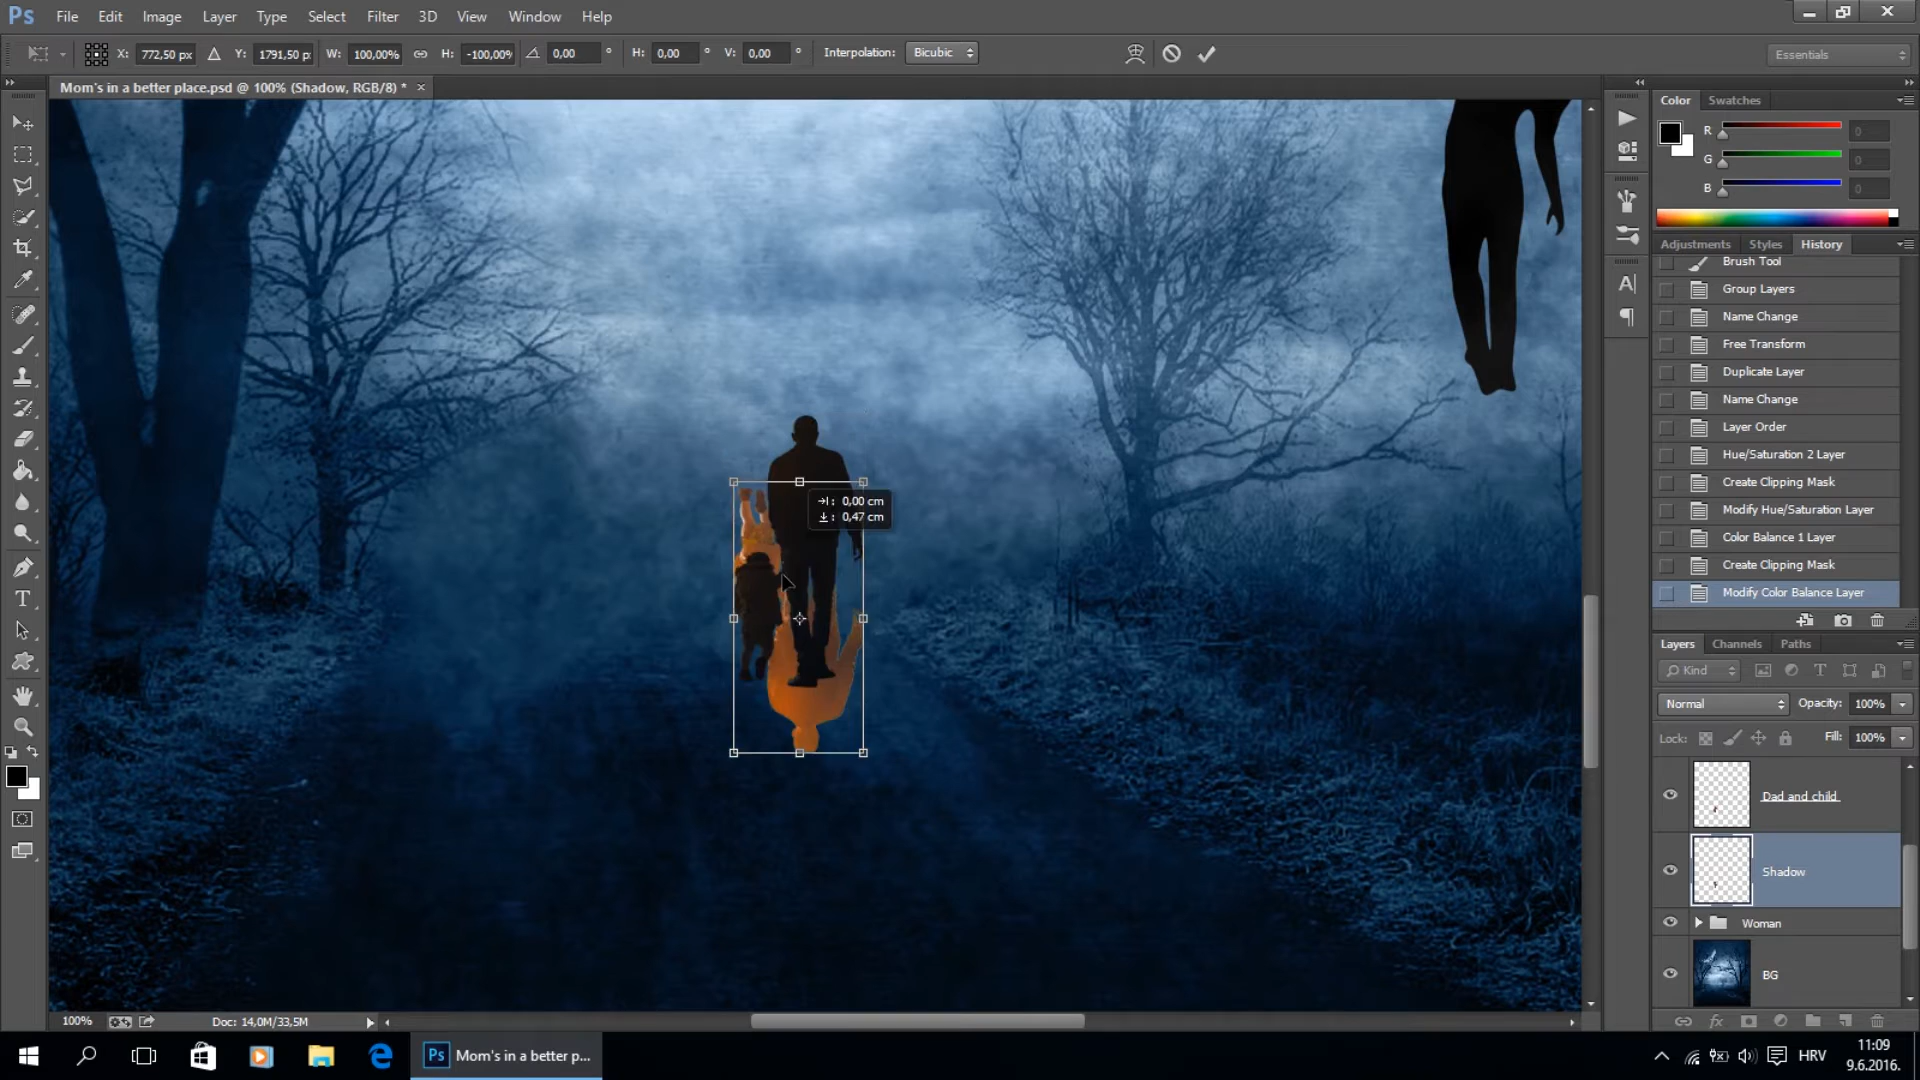 Ps File Edit Image Layer Type Select Filter 3D View Window Help
X: 772,50 px Y: 1791,50 p W: 100,00% H: -100,00% 0,00 ° H: 0,00 ° V: 0,00 ° Interpolation: Bicubic Essentials
Mom's in a better place.psd @ 100% (Shadow, RGB/8) * ×
Color Swatches
R 0
G 0
B 0
Adjustments Styles History
Brush Tool
Group Layers
Name Change
Free Transform
Duplicate Layer
Name Change
Layer Order
Hue/Saturation 2 Layer
Create Clipping Mask
Modify Hue/Saturation Layer
Color Balance 1 Layer
Create Clipping Mask
Modify Color Balance Layer
: 0,00 cm
: 0,47 cm
Layers Channels Paths
Kind
Normal Opacity: 100%
Lock: Fill: 100%
Dad and child
Shadow
Woman
BG
fx
100% Doc: 14,0M/33,5M
Ps Mom's in a better p... HRV 11:09
9.6.2016.